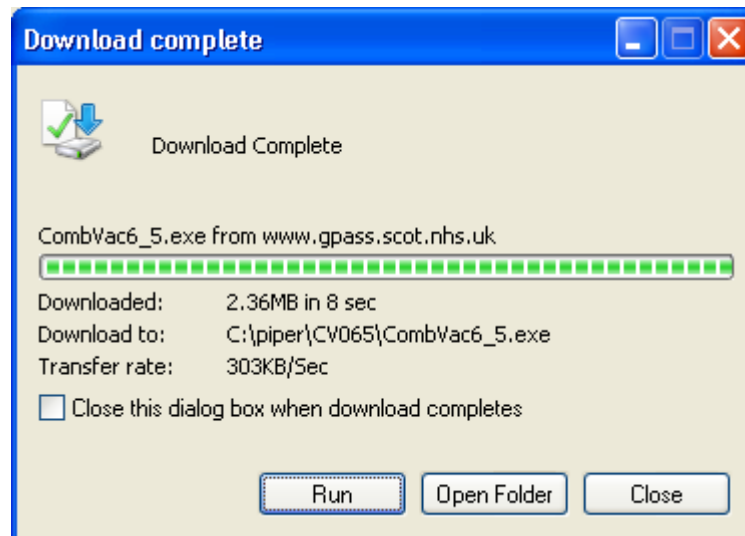 Download complete
Download Complete
CombVac6_5.exe from www.gpass.scot.nhs.uk
Downloaded: 2.36MB in 8 sec
Download to: C:\piper\CV065\CombVac6_5.exe
Transfer rate: 303KB/Sec
Close this dialog box when download completes
Run Open Folder Close